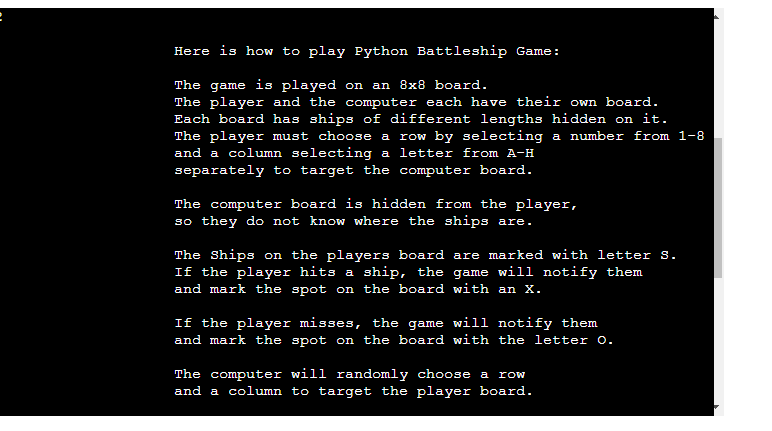 2
Here is how to play Python Battleship Game:
The game is played on an 8x8 board.
The player and the computer each have their own board.
Each board has ships of different lengths hidden on it.
The player must choose a row by selecting a number from 1-8
and a column selecting a letter from A-H
separately to target the computer board.
The computer board is hidden from the player,
so they do not know where the ships are.
The Ships on the players board are marked with letter S.
If the player hits a ship, the game will notify them
and mark the spot on the board with an X.
If the player misses, the game will notify them
and mark the spot on the board with the letter O.
The computer will randomly choose a row
and a column to target the player board.